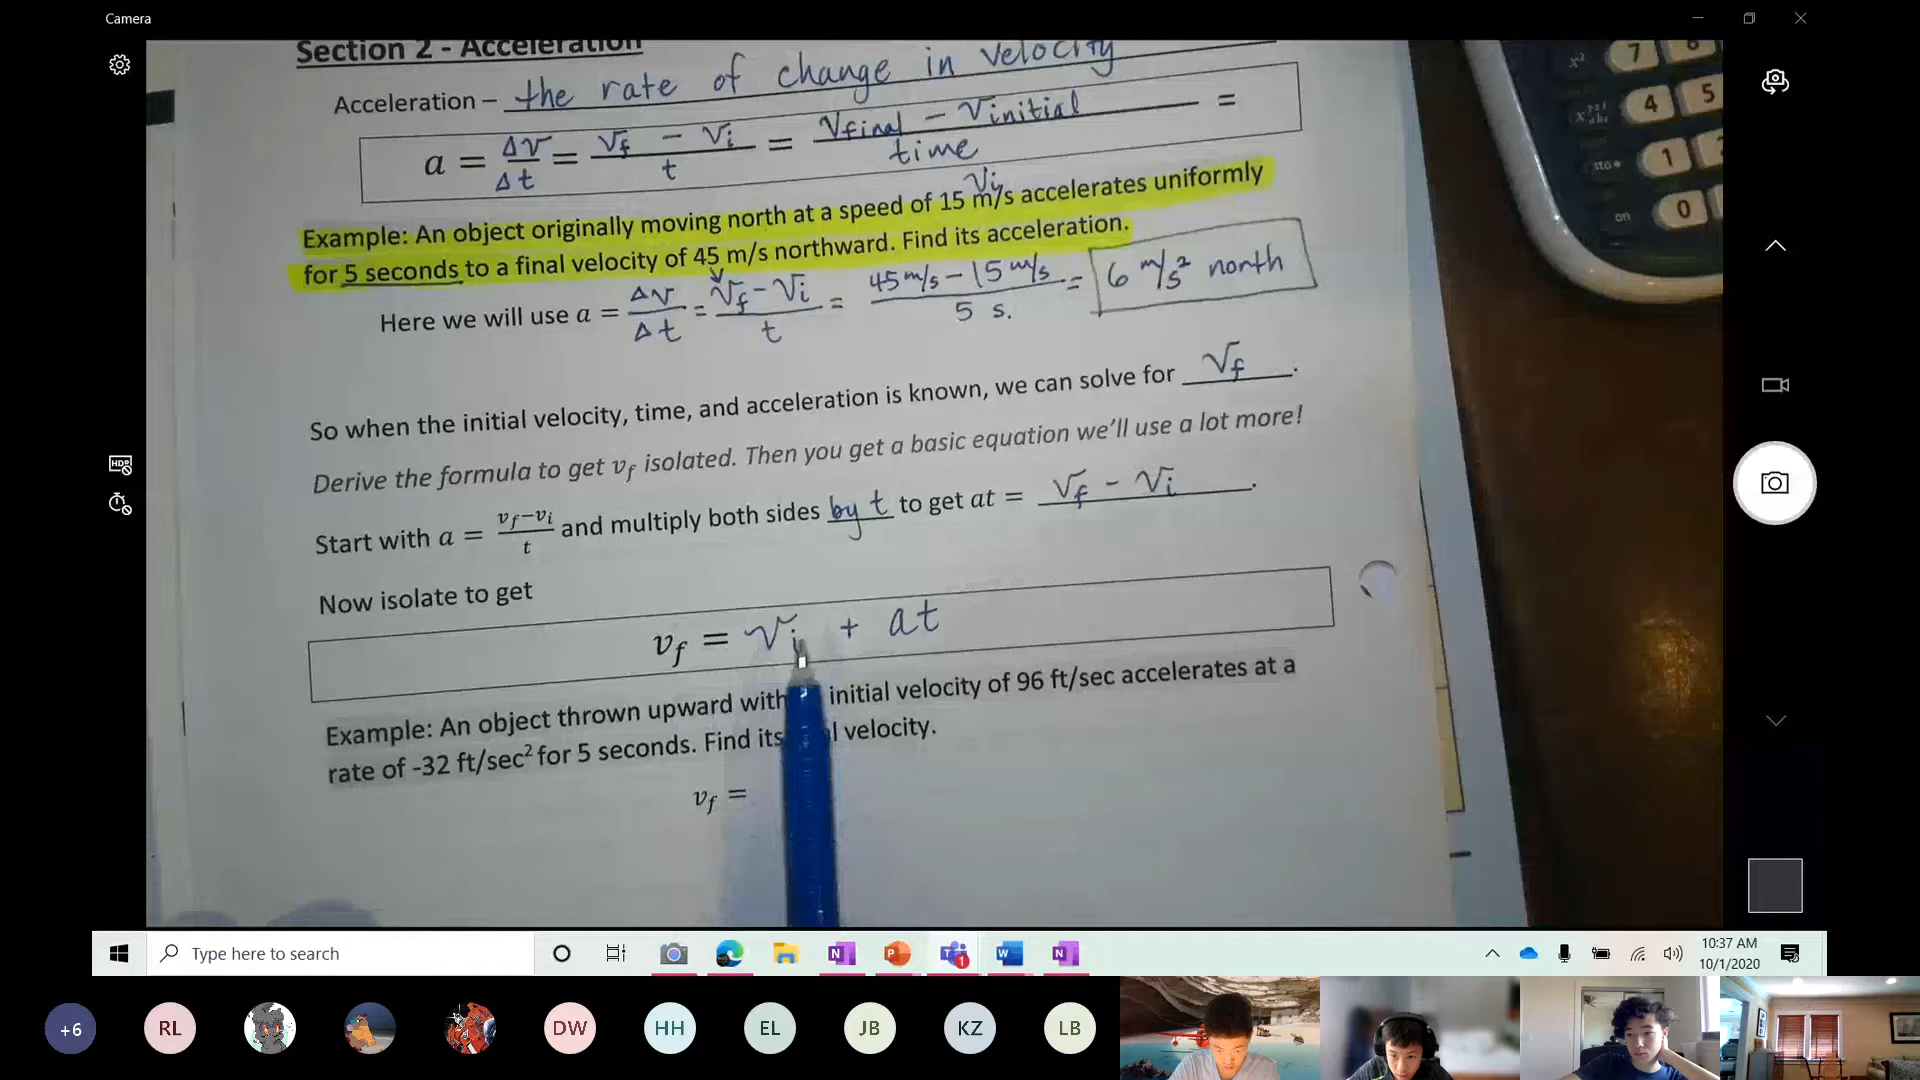 Camera
Section 2 - Acceleration
Acceleration – the rate of change in velocity
a = Δv/Δt = vf - vi / t = Vfinal - Vinitial / time =
Vi
Example: An object originally moving north at a speed of 15 m/s accelerates uniformly
for 5 seconds to a final velocity of 45 m/s northward. Find its acceleration.
Here we will use a = Δv/Δt = vf - vi / t = 45 m/s - 15 m/s / 5 s. = 6 m/s² north
So when the initial velocity, time, and acceleration is known, we can solve for vf.
Derive the formula to get vf isolated. Then you get a basic equation we'll use a lot more!
Start with a = vf−vi / t and multiply both sides by t to get at = vf - vi.
Now isolate to get
vf = vi + at
Example: An object thrown upward with initial velocity of 96 ft/sec accelerates at a
rate of -32 ft/sec² for 5 seconds. Find its velocity.
vf =
7
4 5
1
0
sto
on
HDR
Type here to search
10:37 AM
10/1/2020
+6 RL DW HH EL JB KZ LB